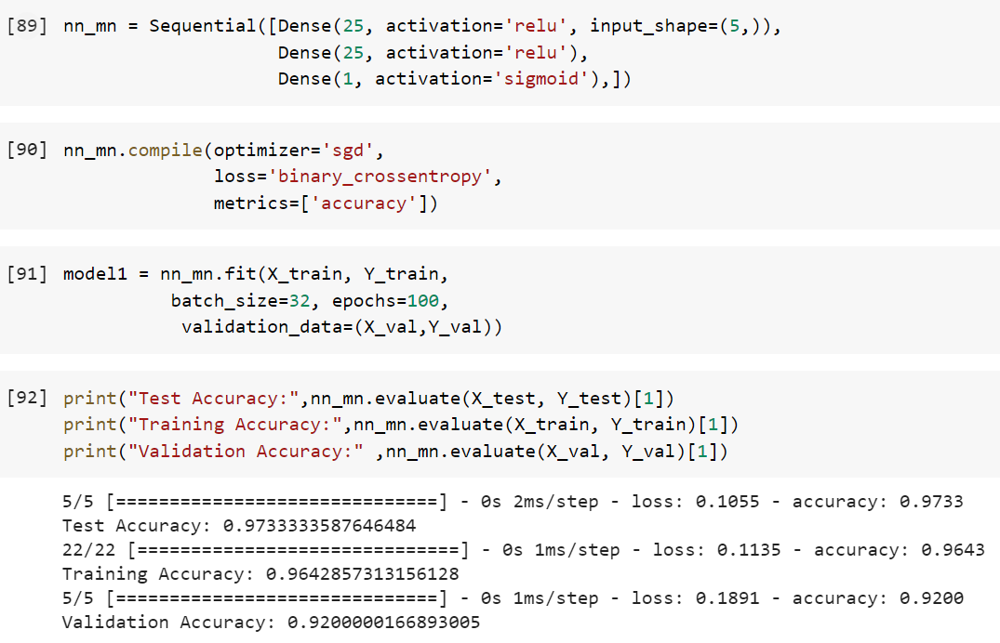 [89] nn_mn = Sequential([Dense(25, activation='relu', input_shape=(5,)),
Dense(25, activation='relu'),
Dense(1, activation='sigmoid'),])
[90] nn_mn.compile(optimizer='sgd',
loss='binary_crossentropy',
metrics=['accuracy'])
[91] model1 = nn_mn.fit(X_train, Y_train,
batch_size=32, epochs=100,
validation_data=(X_val,Y_val))
[92] print("Test Accuracy:",nn_mn.evaluate(X_test, Y_test)[1])
print("Training Accuracy:",nn_mn.evaluate(X_train, Y_train)[1])
print("Validation Accuracy:" ,nn_mn.evaluate(X_val, Y_val)[1])
5/5 [==============================] - 0s 2ms/step - loss: 0.1055 - accuracy: 0.9733
Test Accuracy: 0.9733333587646484
22/22 [==============================] - 0s 1ms/step - loss: 0.1135 - accuracy: 0.9643
Training Accuracy: 0.9642857313156128
5/5 [==============================] - 0s 1ms/step - loss: 0.1891 - accuracy: 0.9200
Validation Accuracy: 0.9200000166893005